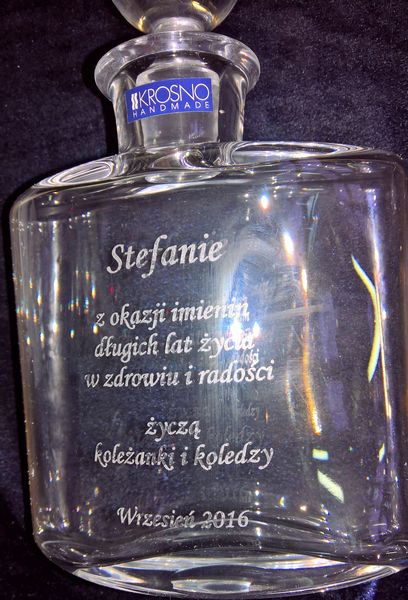 KROSNO
HANDMADE
Stefanie
z okazji imienin
długich lat życia
w zdrowiu i radości
życzą
koleżanki i koledzy
Wrzesień 2016